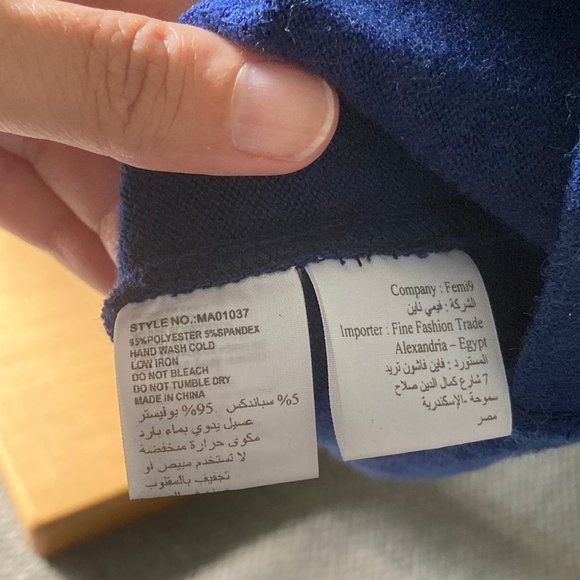 STYLE NO.:MA01037
95%POLYESTER 5%SPANDEX
HAND WASH COLD
LOW IRON
DO NOT BLEACH
DO NOT TUMBLE DRY
MADE IN CHINA
%5 سباندكس %95 بوليستر
غسيل يدوي بماء بارد
مكوى حرارة منخفضة
لا تستخدم مبيض او
تجفيف بالمقلوب
Company : Femi9
الشركة : فيمي ناين
Importer : Fine Fashion Trade
Alexandria – Egypt
المستورد : فاين فاشون تريد
7 شارع كمال الدين صلاح
سموحة -الإسكندرية
مصر